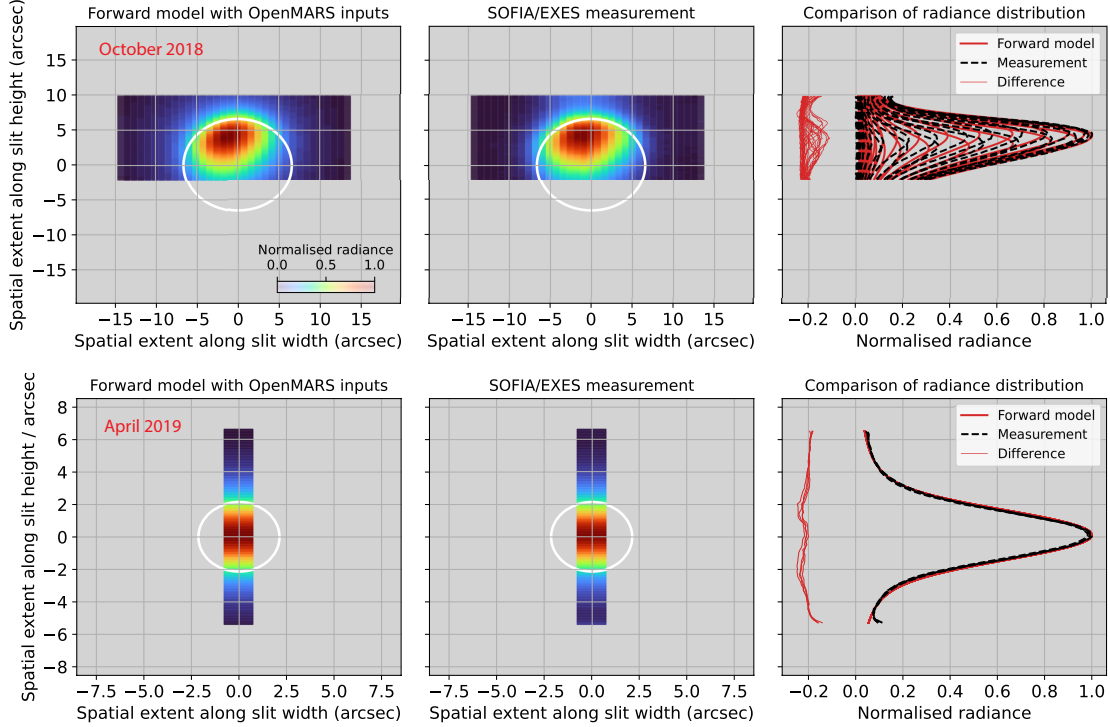 Forward model with OpenMARS inputs
SOFIA/EXES measurement
Comparison of radiance distribution
Spatial extent along slit height (arcsec)
October 2018
15
10
5
0
−5
−10
−15
Normalised radiance
0.0 0.5 1.0
−15 −10 −5 0 5 10 15
Spatial extent along slit width (arcsec)
−15 −10 −5 0 5 10 15
Spatial extent along slit width (arcsec)
Forward model
Measurement
Difference
−0.2 0.0 0.2 0.4 0.6 0.8 1.0
Normalised radiance
Forward model with OpenMARS inputs
SOFIA/EXES measurement
Comparison of radiance distribution
Spatial extent along slit height / arcsec
April 2019
8
6
4
2
0
−2
−4
−6
−8
−7.5 −5.0 −2.5 0.0 2.5 5.0 7.5
Spatial extent along slit width (arcsec)
−7.5 −5.0 −2.5 0.0 2.5 5.0 7.5
Spatial extent along slit width (arcsec)
Forward model
Measurement
Difference
−0.2 0.0 0.2 0.4 0.6 0.8 1.0
Normalised radiance